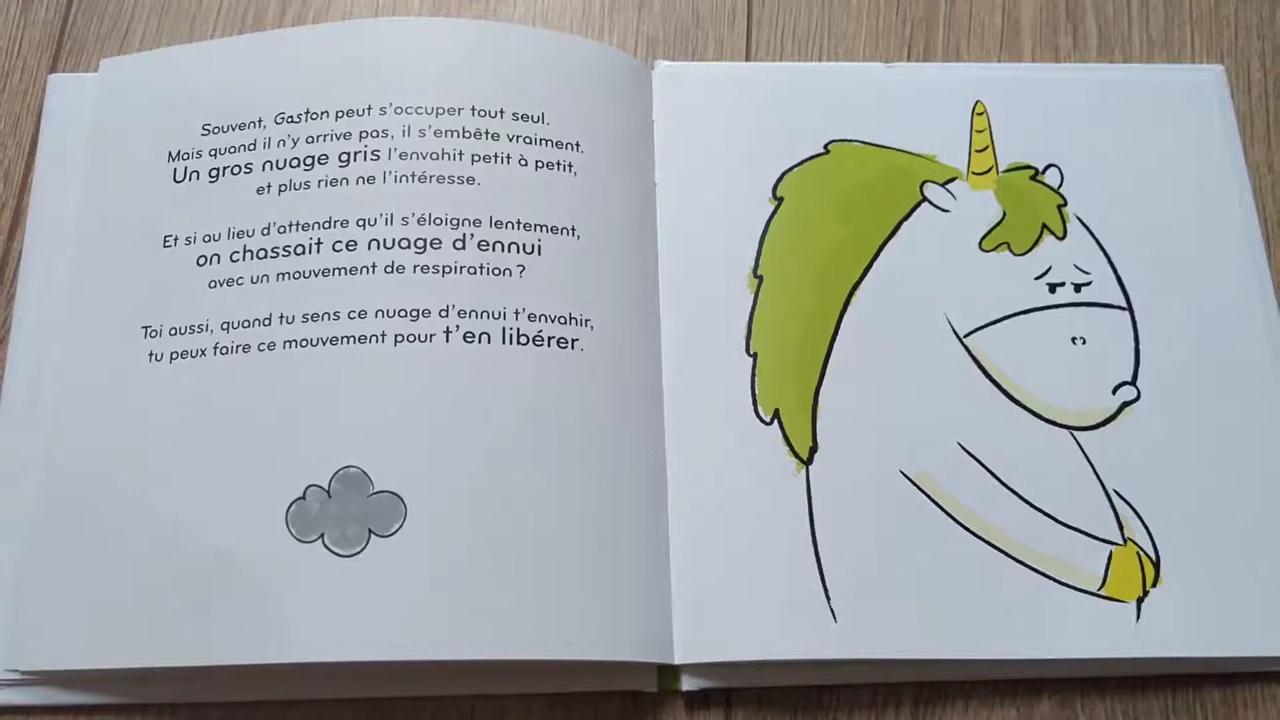 Souvent, Gaston peut s'occuper tout seul.
Mais quand il n'y arrive pas, il s'embête vraiment.
Un gros nuage gris l'envahit petit à petit,
et plus rien ne l'intéresse.
Et si au lieu d'attendre qu'il s'éloigne lentement,
on chassait ce nuage d'ennui
avec un mouvement de respiration ?
Toi aussi, quand tu sens ce nuage d'ennui t'envahir,
tu peux faire ce mouvement pour t'en libérer.